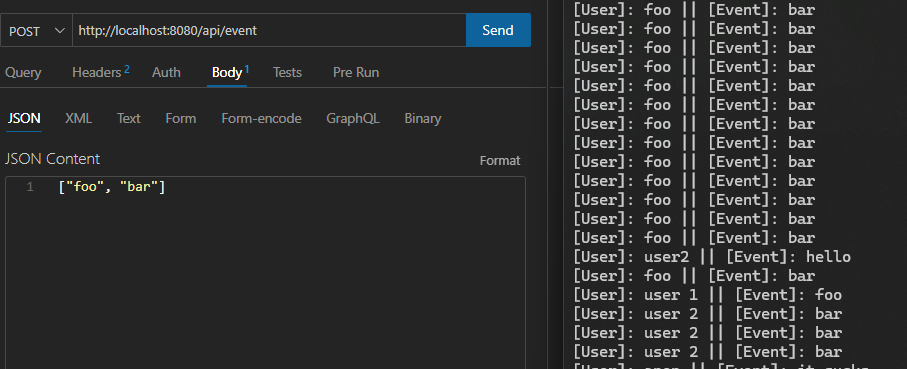 POST http://localhost:8080/api/event Send
Query Headers 2 Auth Body 1 Tests Pre Run
JSON XML Text Form Form-encode GraphQL Binary
JSON Content Format
1 ["foo", "bar"]
[User]: foo || [Event]: bar
[User]: foo || [Event]: bar
[User]: foo || [Event]: bar
[User]: foo || [Event]: bar
[User]: foo || [Event]: bar
[User]: foo || [Event]: bar
[User]: foo || [Event]: bar
[User]: foo || [Event]: bar
[User]: foo || [Event]: bar
[User]: foo || [Event]: bar
[User]: foo || [Event]: bar
[User]: foo || [Event]: bar
[User]: foo || [Event]: bar
[User]: user2 || [Event]: hello
[User]: foo || [Event]: bar
[User]: user 1 || [Event]: foo
[User]: user 2 || [Event]: bar
[User]: user 2 || [Event]: bar
[User]: user 2 || [Event]: bar